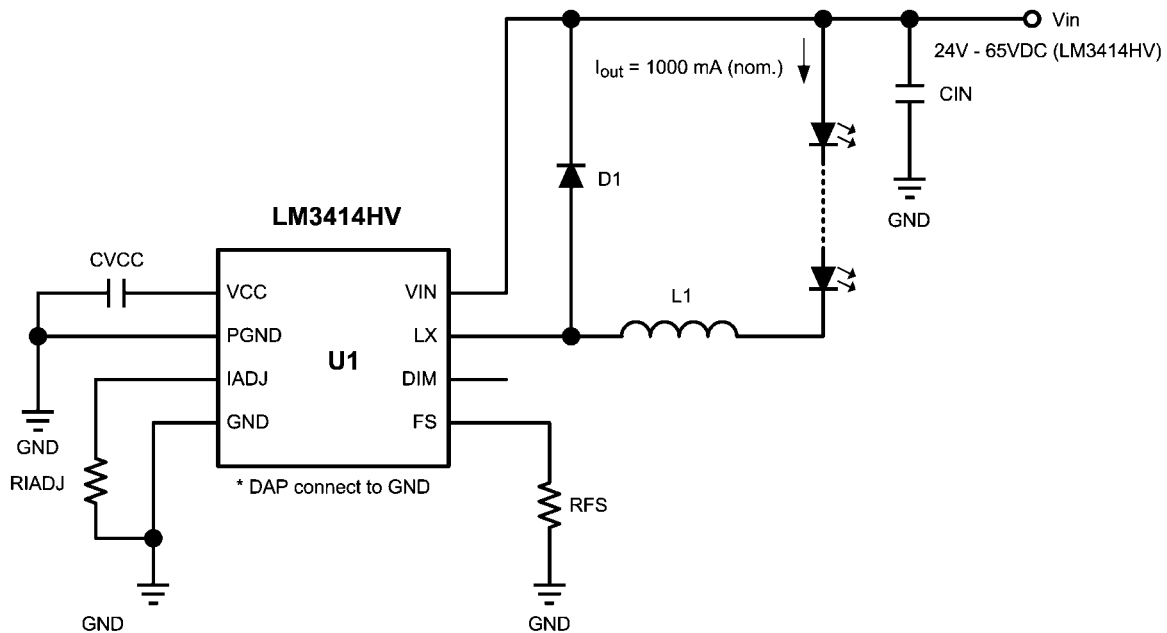 Vin
24V - 65VDC (LM3414HV)
Iout = 1000 mA (nom.)
CIN
D1
GND
LM3414HV
CVCC
VCC
VIN
L1
PGND
LX
U1
IADJ
DIM
GND
FS
GND
RIADJ
* DAP connect to GND
RFS
GND
GND